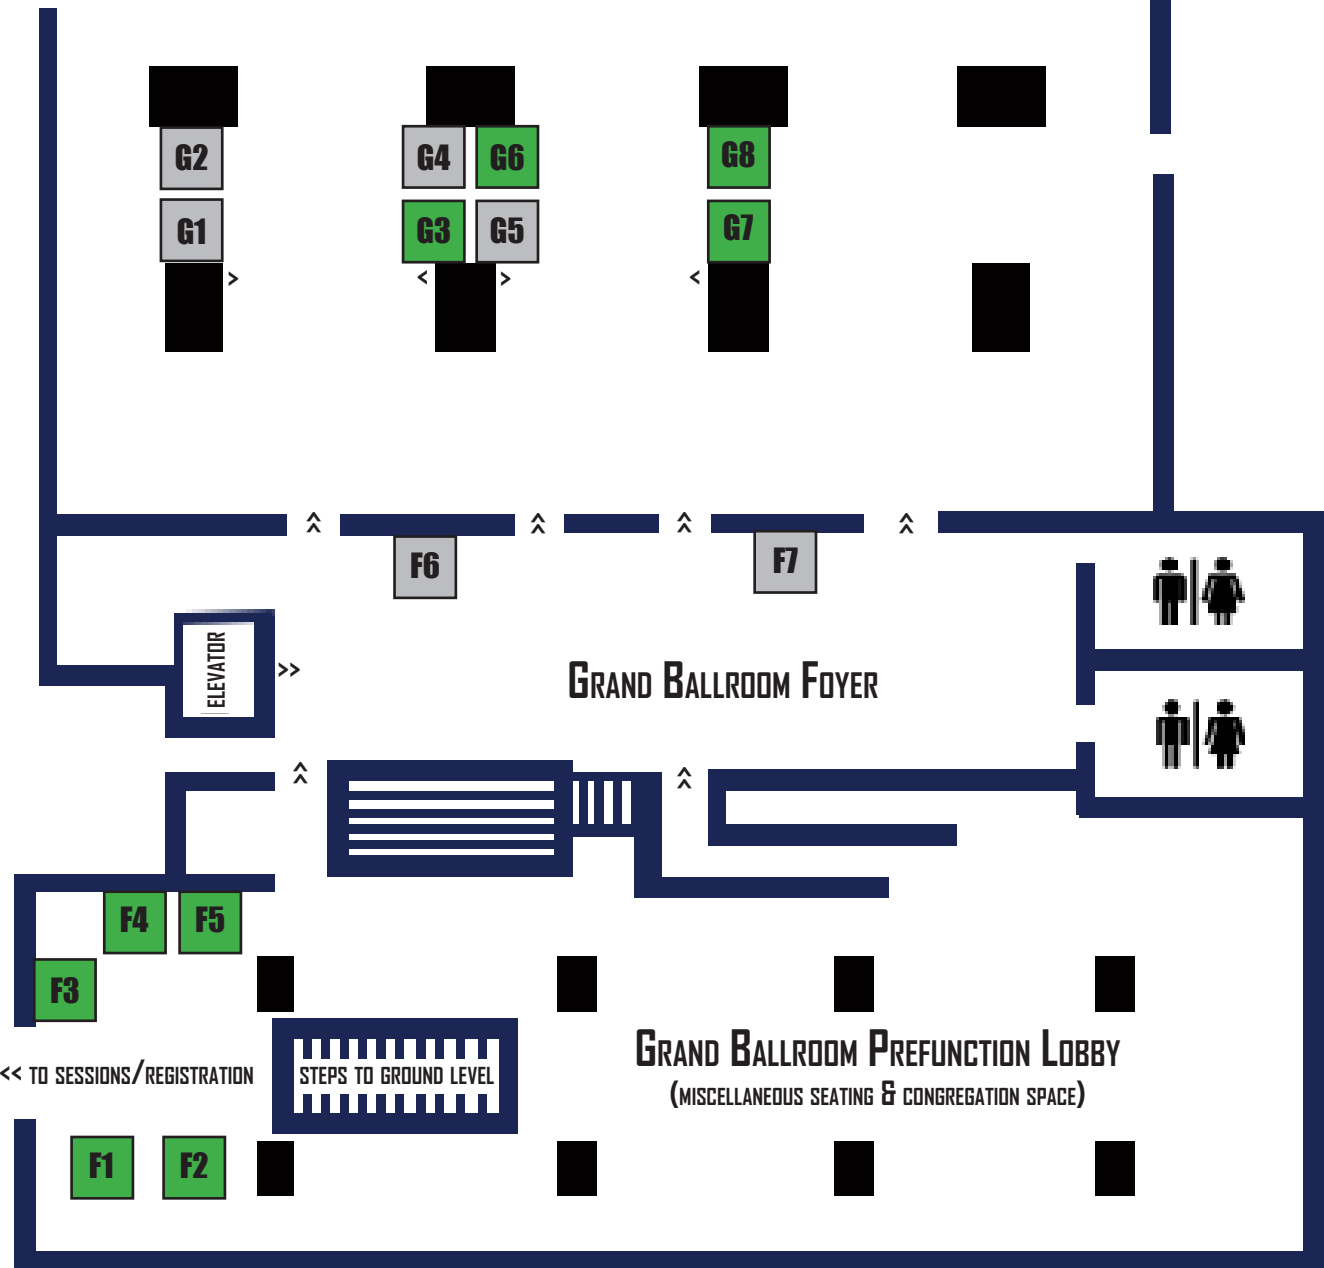 G2
G4
G6
G8
G1
G3
G5
G7
>
<
>
<
F6
F7
ELEVATOR
>>
GRAND BALLROOM FOYER
F4
F5
F3
<< TO SESSIONS/REGISTRATION
STEPS TO GROUND LEVEL
GRAND BALLROOM PREFUNCTION LOBBY
(MISCELLANEOUS SEATING & CONGREGATION SPACE)
F1
F2